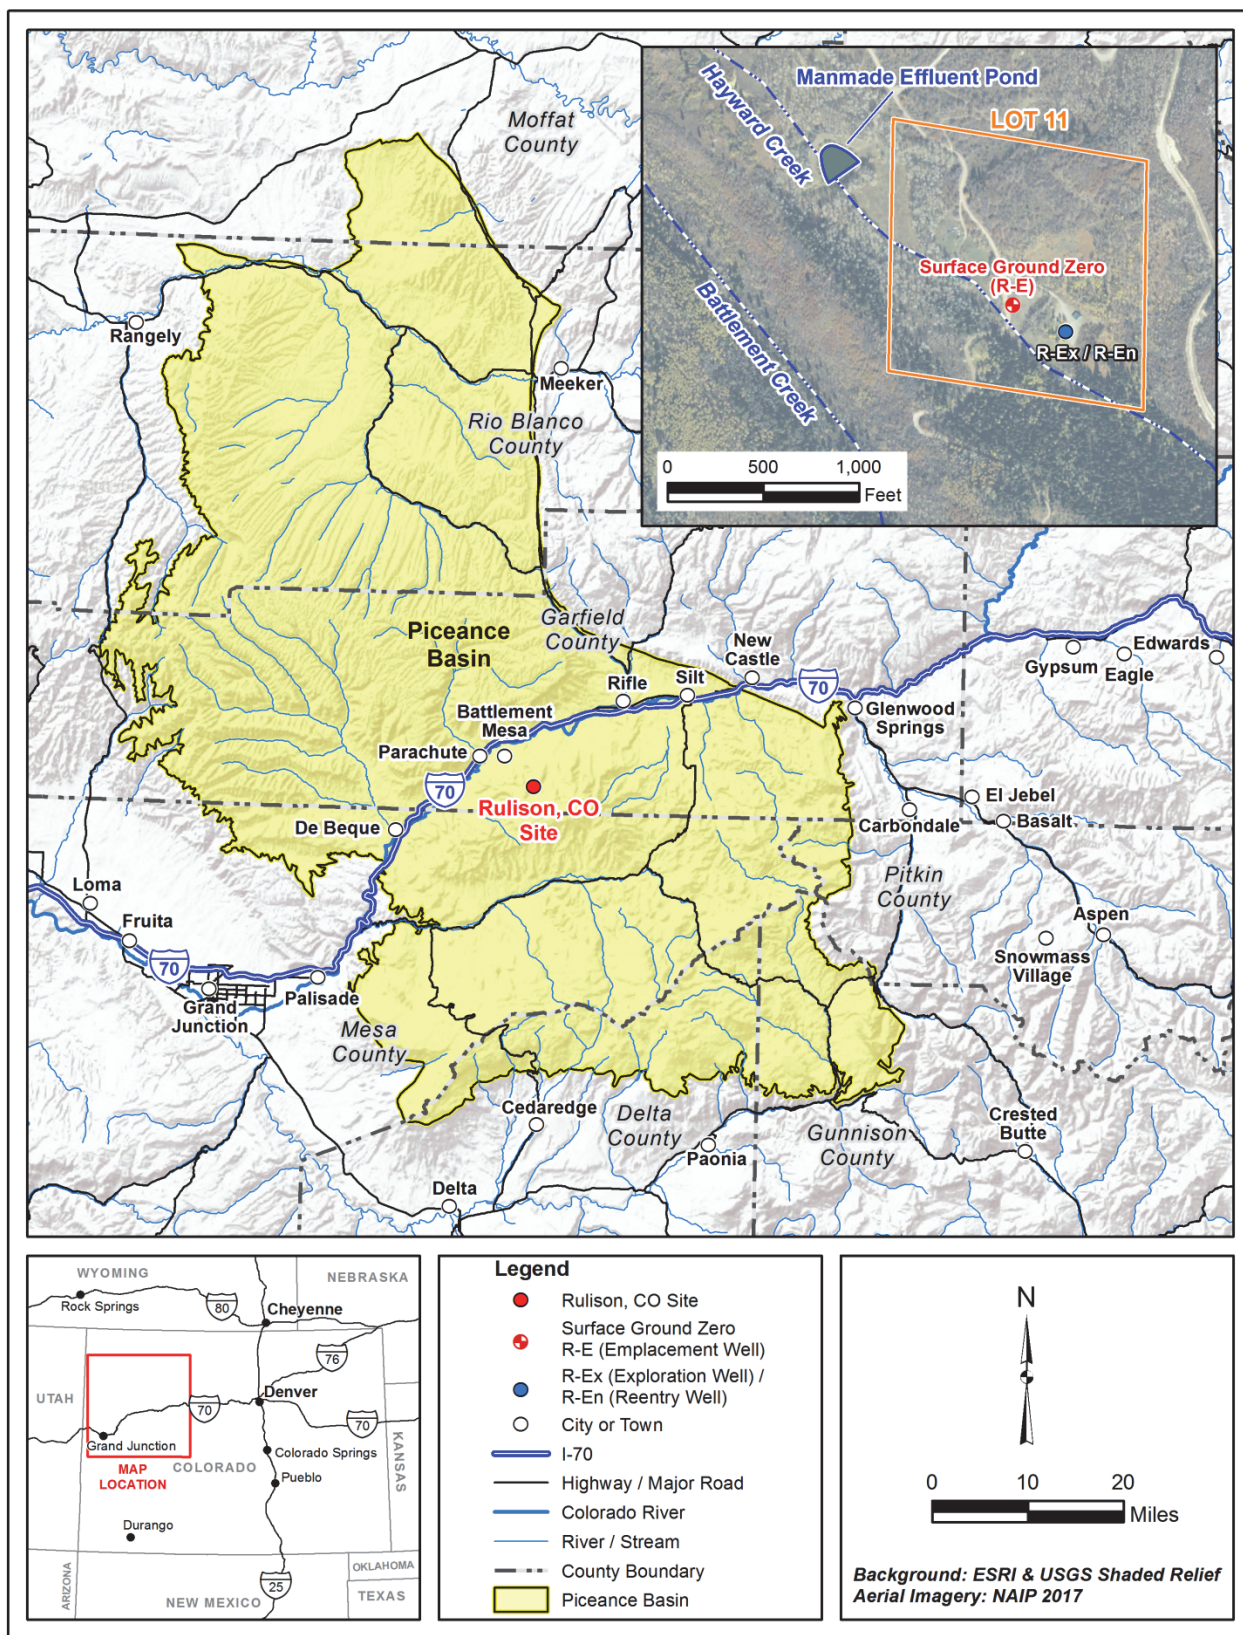 Moffat
County
Rangely
Meeker
Rio Blanco
County
Garfield
County
Piceance
Basin
New
Castle
Silt
Rifle
70
Glenwood
Springs
Gypsum
Eagle
Edwards
Battlement
Mesa
Parachute
70
Rulison, CO
Site
De Beque
Carbondale
El Jebel
Basalt
Pitkin
County
Loma
Fruita
70
Grand
Junction
Palisade
Mesa
County
Aspen
Snowmass
Village
Cedaredge
Delta
County
Paonia
Gunnison
County
Crested
Butte
Delta
Hayward Creek
Manmade Effluent Pond
LOT 11
Surface Ground Zero
(R-E)
R-Ex / R-En
Battlement Creek
0 500 1,000
Feet
WYOMING
NEBRASKA
Rock Springs
80
Cheyenne
76
UTAH
Denver
70
70
Grand Junction
MAP
LOCATION
COLORADO
Colorado Springs
Pueblo
KANSAS
Durango
ARIZONA
25
NEW MEXICO
OKLAHOMA
TEXAS
Legend
Rulison, CO Site
Surface Ground Zero
R-E (Emplacement Well)
R-Ex (Exploration Well) /
R-En (Reentry Well)
City or Town
I-70
Highway / Major Road
Colorado River
River / Stream
County Boundary
Piceance Basin
N
0 10 20
Miles
Background: ESRI & USGS Shaded Relief
Aerial Imagery: NAIP 2017